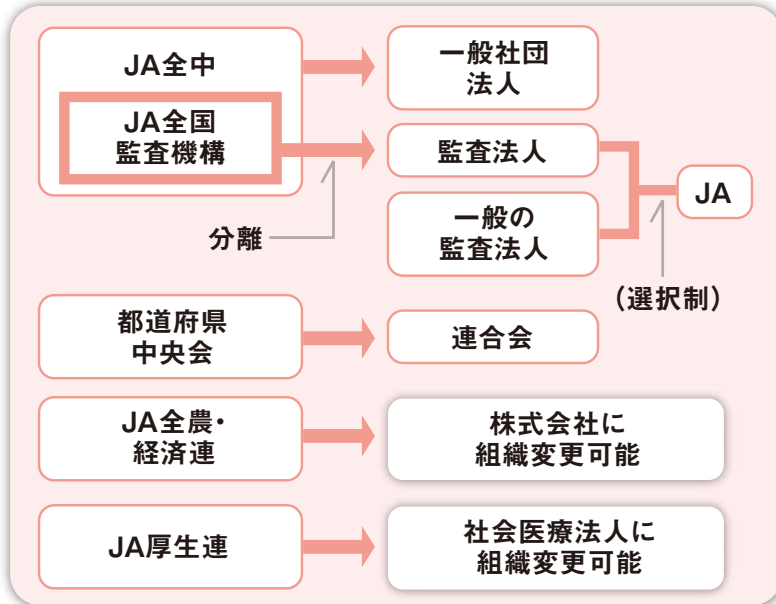 JA全中
一般社団
法人
JA全国
監査機構
監査法人
分離
一般の
監査法人
JA
(選択制)
都道府県
中央会
連合会
JA全農・
経済連
株式会社に
組織変更可能
JA厚生連
社会医療法人に
組織変更可能